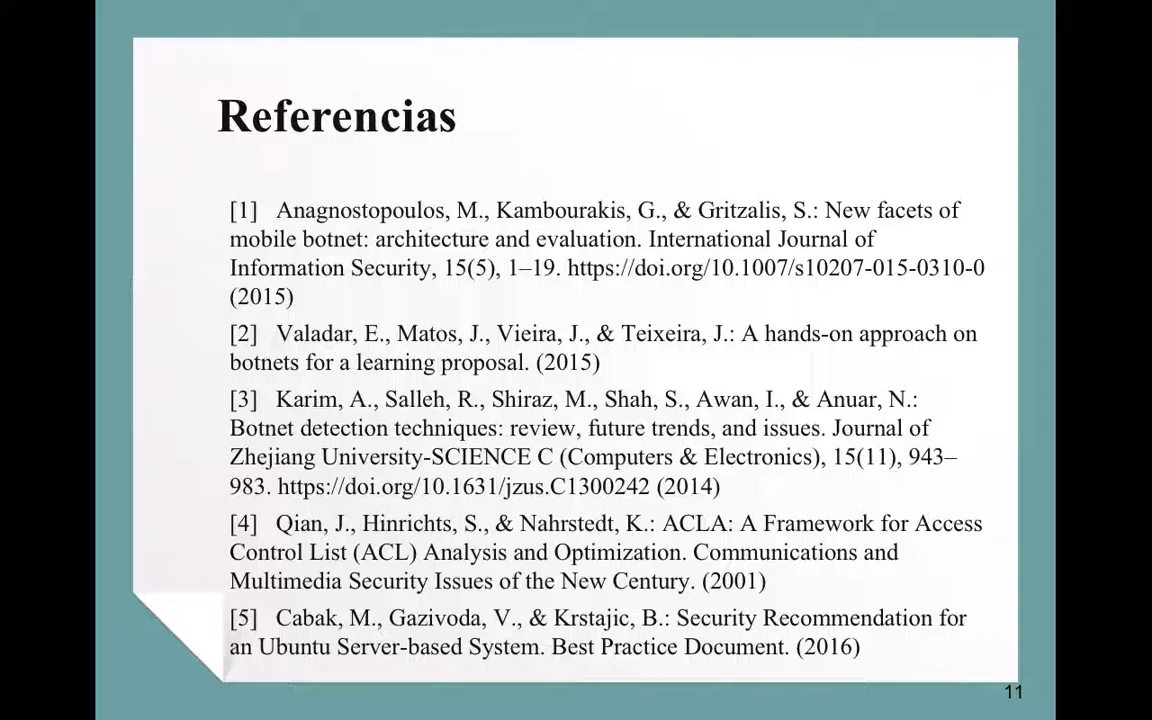 Referencias
[1] Anagnostopoulos, M., Kambourakis, G., & Gritzalis, S.: New facets of
mobile botnet: architecture and evaluation. International Journal of
Information Security, 15(5), 1–19. https://doi.org/10.1007/s10207-015-0310-0
(2015)
[2] Valadar, E., Matos, J., Vieira, J., & Teixeira, J.: A hands-on approach on
botnets for a learning proposal. (2015)
[3] Karim, A., Salleh, R., Shiraz, M., Shah, S., Awan, I., & Anuar, N.:
Botnet detection techniques: review, future trends, and issues. Journal of
Zhejiang University-SCIENCE C (Computers & Electronics), 15(11), 943–
983. https://doi.org/10.1631/jzus.C1300242 (2014)
[4] Qian, J., Hinrichts, S., & Nahrstedt, K.: ACLA: A Framework for Access
Control List (ACL) Analysis and Optimization. Communications and
Multimedia Security Issues of the New Century. (2001)
[5] Cabak, M., Gazivoda, V., & Krstajic, B.: Security Recommendation for
an Ubuntu Server-based System. Best Practice Document. (2016)
11